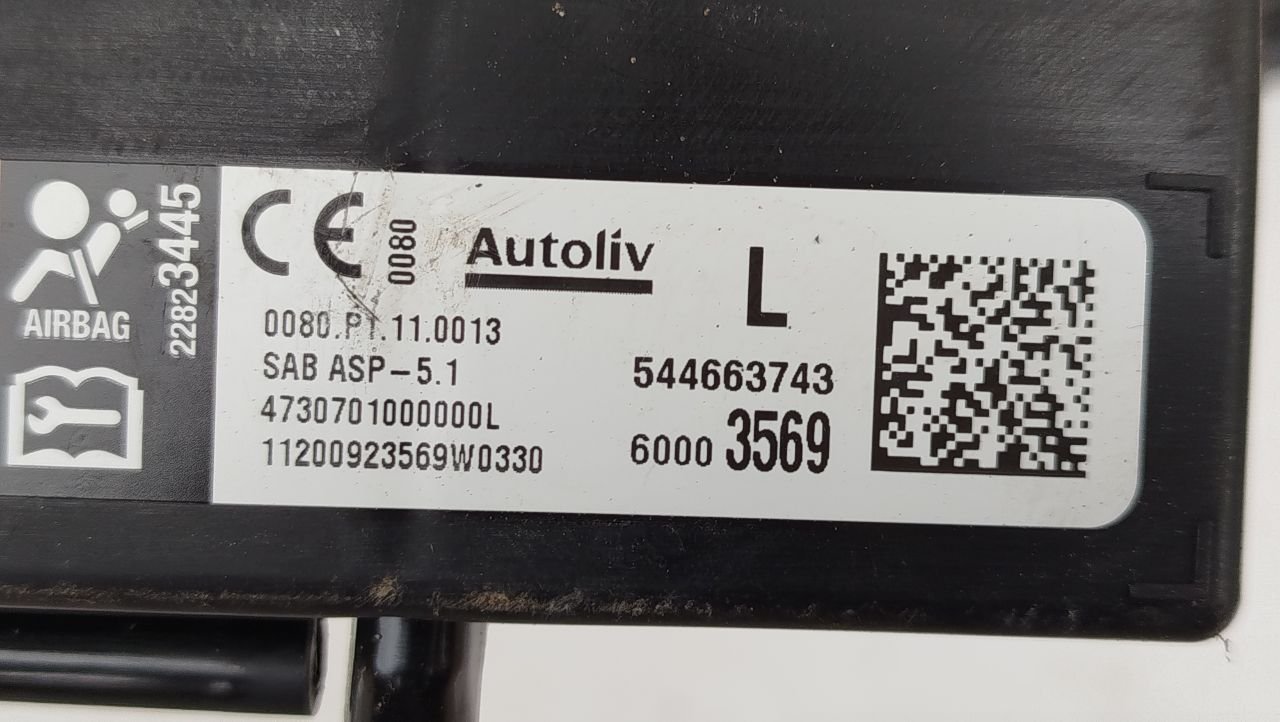 AIRBAG
22823445
CE
0080
Autoliv
L
0080.P1.11.0013
SAB ASP-5.1
4730701000000L
11200923569W0330
544663743
6000 3569